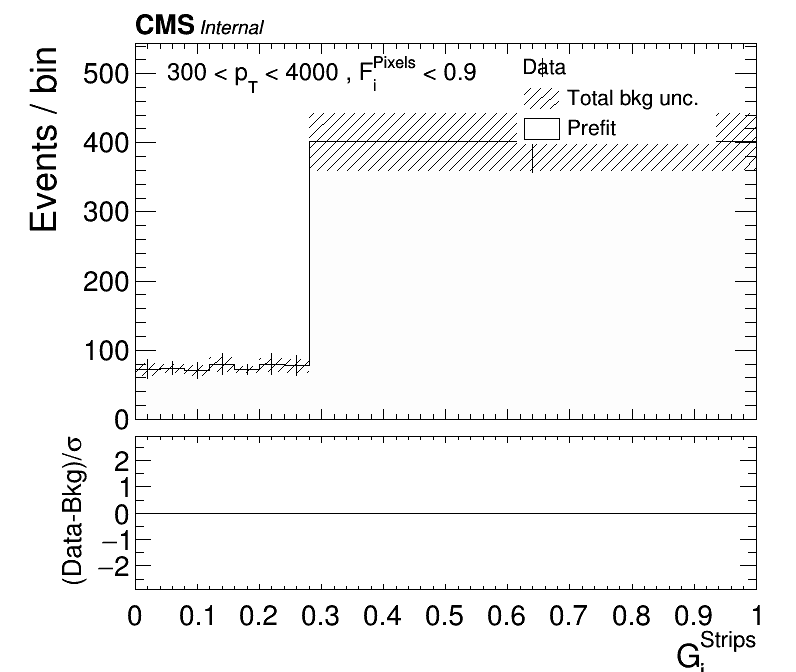 CMS Internal
300 < p_T < 4000 , F_i^Pixels < 0.9
Data
Total bkg unc.
Prefit
Events / bin
500
400
300
200
100
0
(Data-Bkg)/σ
2
1
0
−1
−2
0 0.1 0.2 0.3 0.4 0.5 0.6 0.7 0.8 0.9 1
G_i^Strips